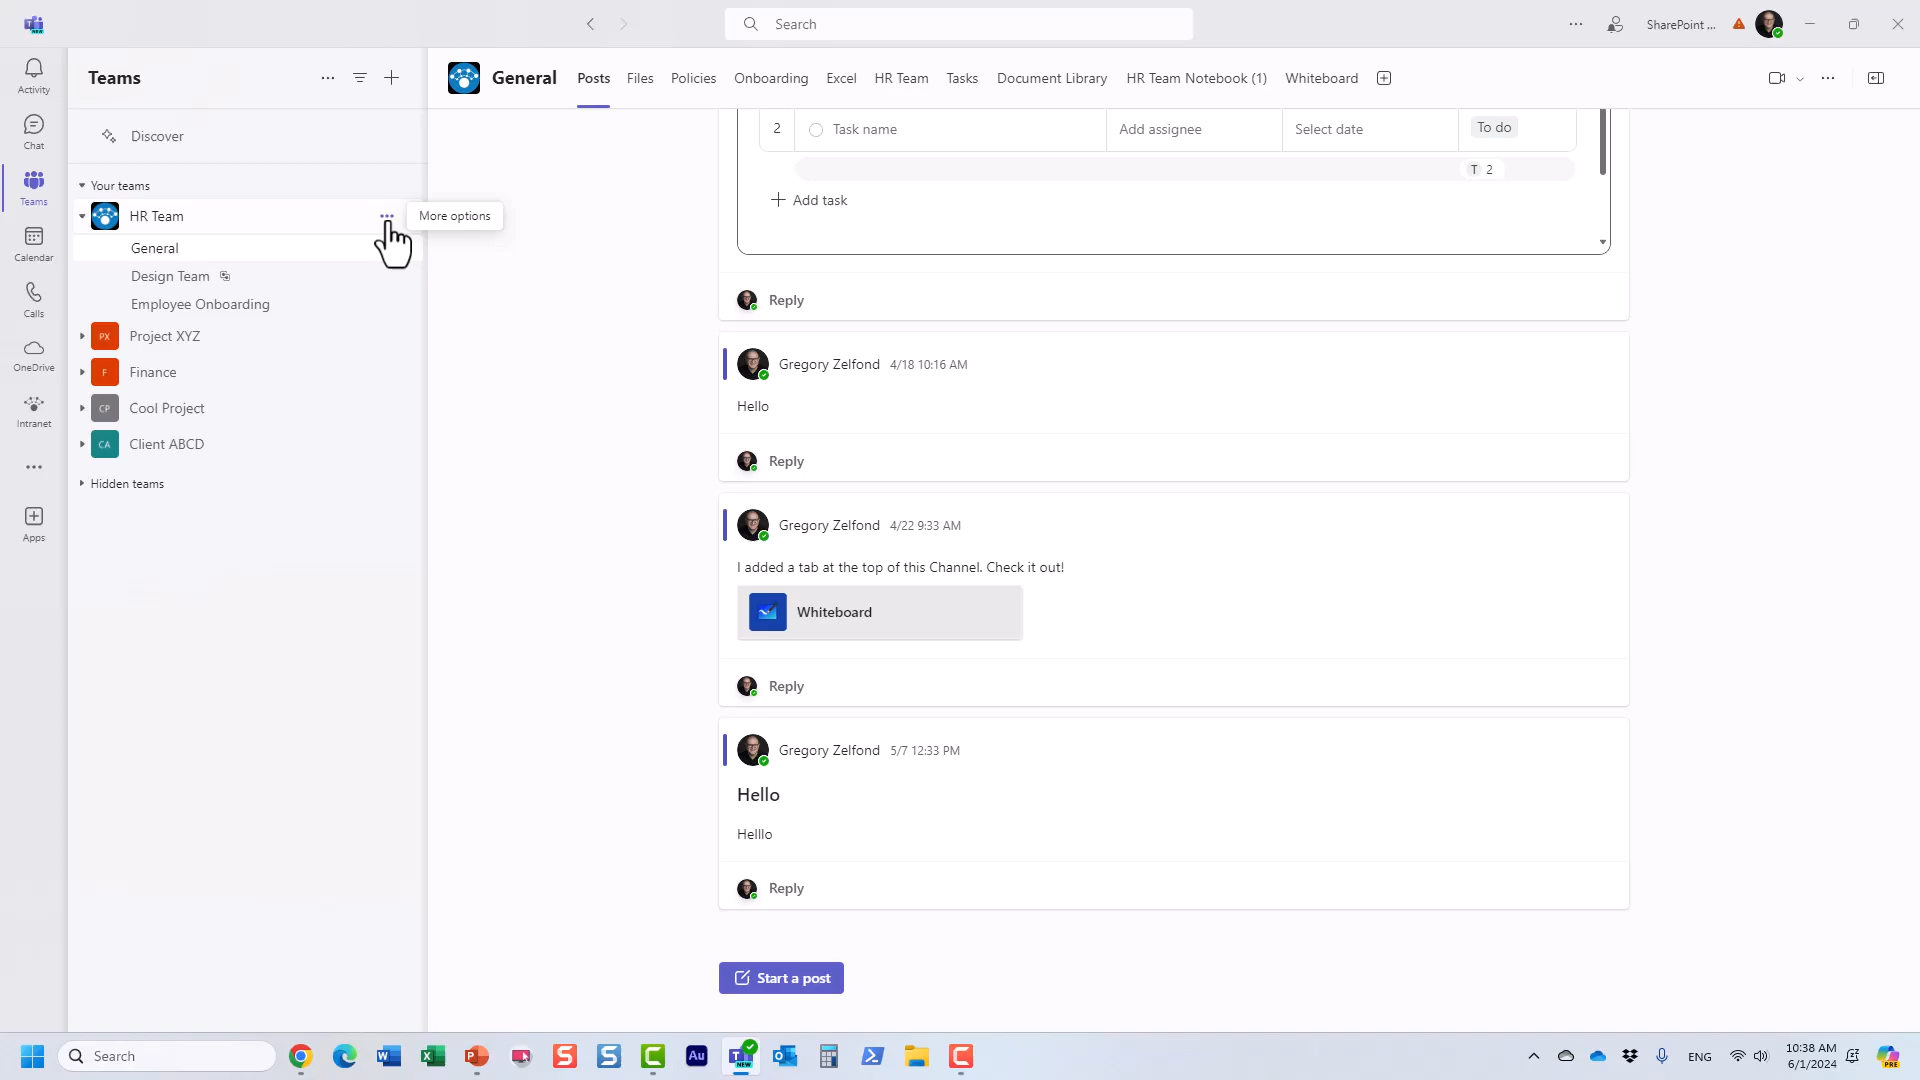 Search
SharePoint ...
Activity
Chat
Teams
Calendar
Calls
OneDrive
Intranet
Apps
Teams
Discover
Your teams
HR Team
More options
General
Design Team
Employee Onboarding
PX Project XYZ
F Finance
CP Cool Project
CA Client ABCD
Hidden teams
General Posts Files Policies Onboarding Excel HR Team Tasks Document Library HR Team Notebook (1) Whiteboard
2 Task name Add assignee Select date To do
T 2
Add task
Reply
Gregory Zelfond 4/18 10:16 AM
Hello
Reply
Gregory Zelfond 4/22 9:33 AM
I added a tab at the top of this Channel. Check it out!
Whiteboard
Reply
Gregory Zelfond 5/7 12:33 PM
Hello
Helllo
Reply
Start a post
Search
Au
ENG
10:38 AM
6/1/2024
PRE